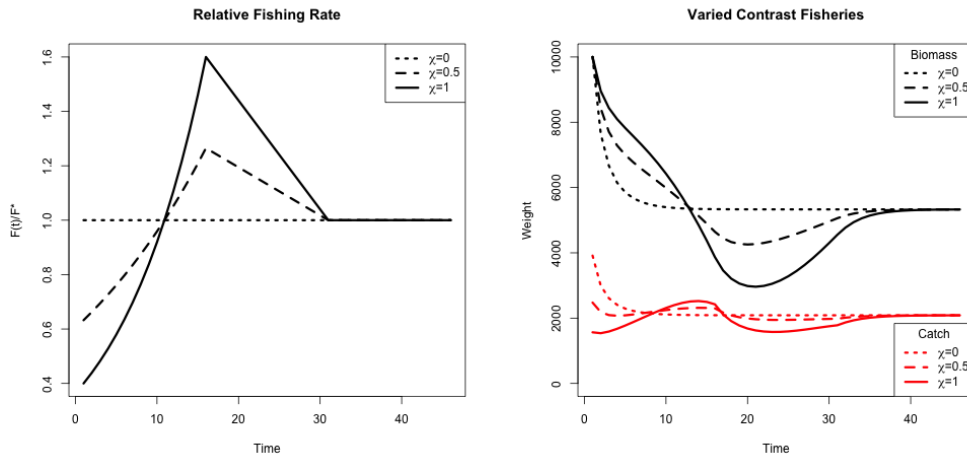 Relative Fishing Rate
F(t)/F*
1.6
1.4
1.2
1.0
0.8
0.6
0.4
0
10
20
30
40
Time
χ=0
χ=0.5
χ=1
Varied Contrast Fisheries
Weight
10000
8000
6000
4000
2000
0
0
10
20
30
40
Time
Biomass
χ=0
χ=0.5
χ=1
Catch
χ=0
χ=0.5
χ=1